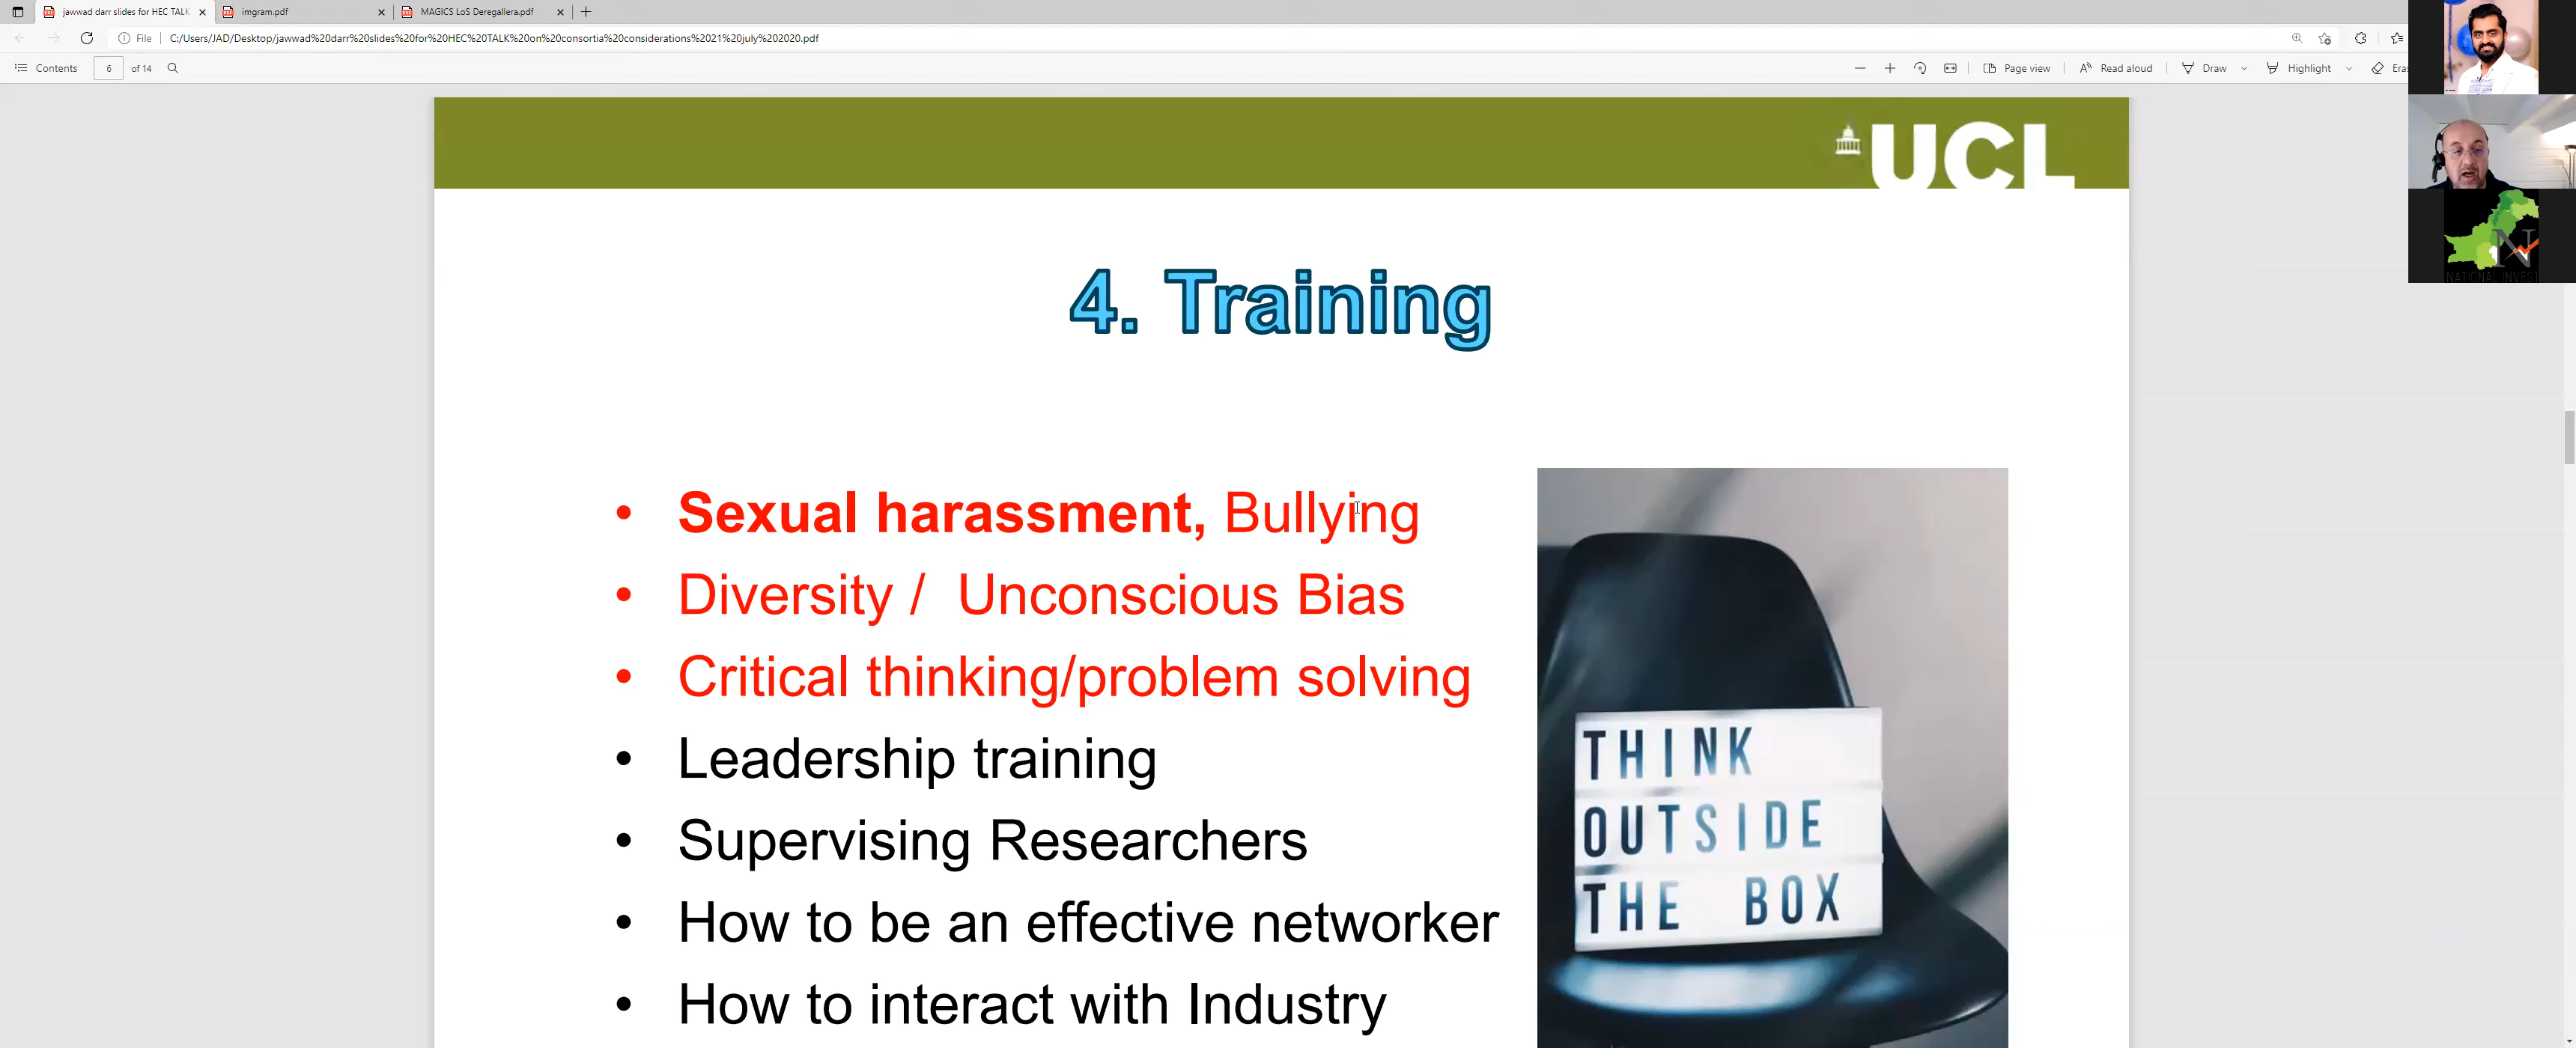 jawwad darr slides for HEC TALK
imgram.pdf
MAGICS LoS Deregallera.pdf
File
C:/Users/JAD/Desktop/jawwad%20darr%20slides%20for%20HEC%20TALK%20on%20consortia%20considerations%2021%20july%202020.pdf
Contents
6
of 14
Page view
Read aloud
Draw
Highlight
Eras
UCL
4. Training
• Sexual harassment, Bullying
• Diversity / Unconscious Bias
• Critical thinking/problem solving
• Leadership training
• Supervising Researchers
• How to be an effective networker
• How to interact with Industry
THINK
OUTSIDE
THE BOX
N
NATIONAL INVEST